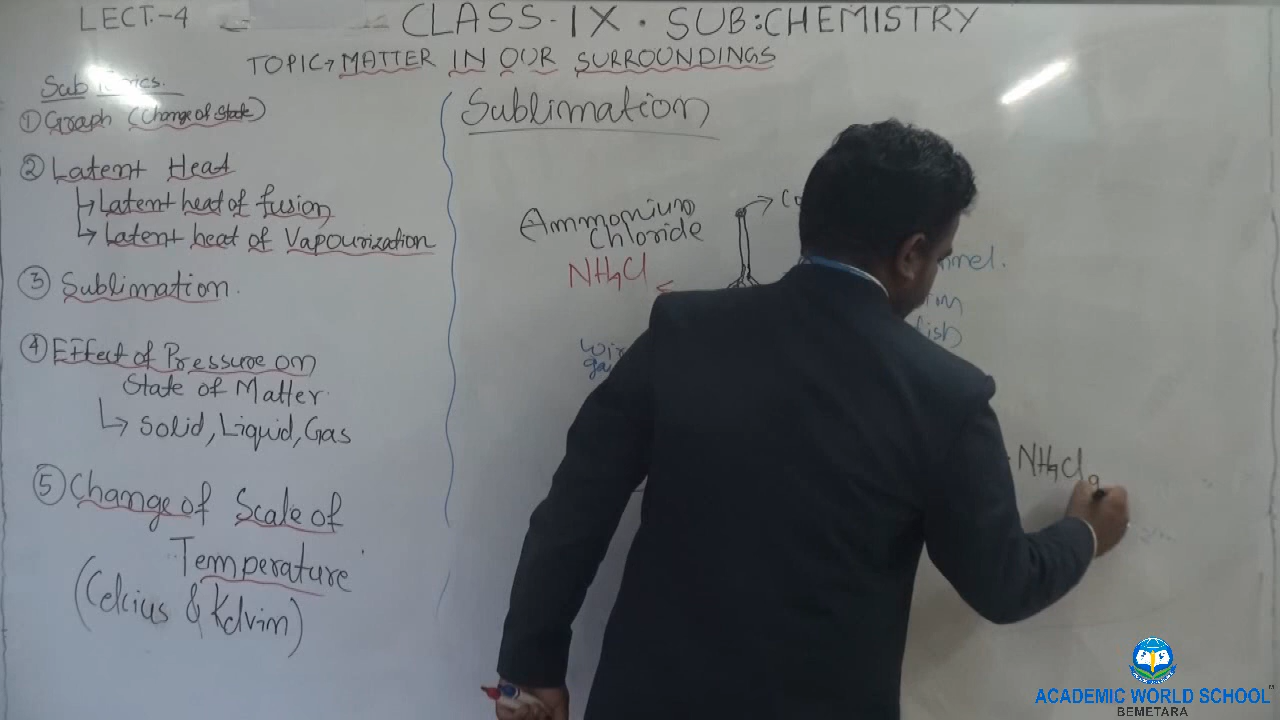 LECT:-4
CLASS-IX · SUB:CHEMISTRY
TOPIC→ MATTER IN OUR SURROUNDINGS
Sub
① Graph (Change of State)
② Latent Heat
↳ Latent heat of fusion
↳ Latent heat of Vapourization
③ Sublimation.
④ Effect of Pressure on
State of Matter.
↳ Solid, Liquid, Gas
⑤ Change of Scale of
Temperature
(Celcius & Kelvin)
Sublimation
Ammonium
Chloride
NH4Cl
NH4Cl
ACADEMIC WORLD SCHOOL
BEMETARA